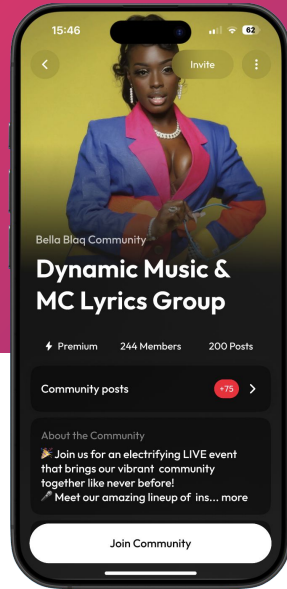 15:46
62
Invite
Bella Blaq Community
Dynamic Music &
MC Lyrics Group
Premium 244 Members 200 Posts
Community posts +75
About the Community
🎉 Join us for an electrifying LIVE event
that brings our vibrant community
together like never before!
🎤 Meet our amazing lineup of ins... more
Join Community